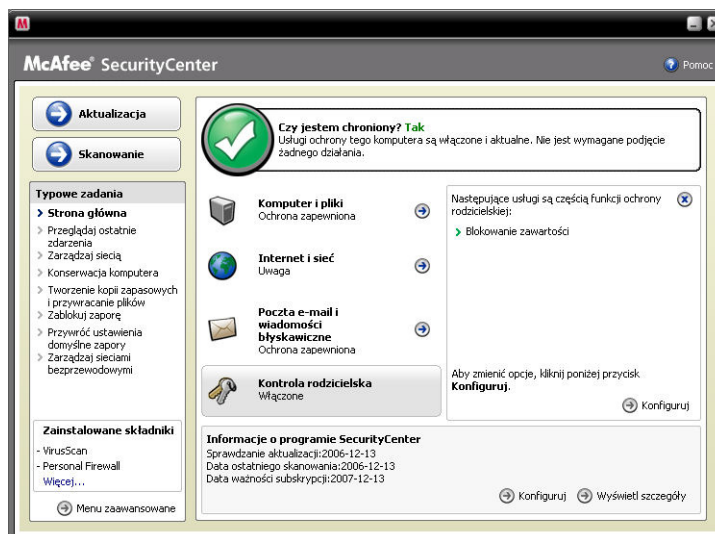 McAfee® SecurityCenter
Pomoc
Aktualizacja
Skanowanie
Typowe zadania
Strona główna
Przeglądaj ostatnie
zdarzenia
Zarządzaj siecią
Konserwacja komputera
Tworzenie kopii zapasowych
i przywracanie plików
Zablokuj zaporę
Przywróć ustawienia
domyślne zapory
Zarządzaj sieciami
bezprzewodowymi
Zainstalowane składniki
- VirusScan
- Personal Firewall
Więcej...
Menu zaawansowane
Czy jestem chroniony? Tak
Usługi ochrony tego komputera są włączone i aktualne. Nie jest wymagane podjęcie
żadnego działania.
Komputer i pliki
Ochrona zapewniona
Internet i sieć
Uwaga
Poczta e-mail i
wiadomości
błyskawiczne
Ochrona zapewniona
Kontrola rodzicielska
Włączone
Następujące usługi są częścią funkcji ochrony
rodzicielskiej:
Blokowanie zawartości
Aby zmienić opcje, kliknij poniżej przycisk
Konfiguruj.
Konfiguruj
Informacje o programie SecurityCenter
Sprawdzanie aktualizacji:2006-12-13
Data ostatniego skanowania:2006-12-13
Data ważności subskrypcji:2007-12-13
Konfiguruj
Wyświetl szczegóły